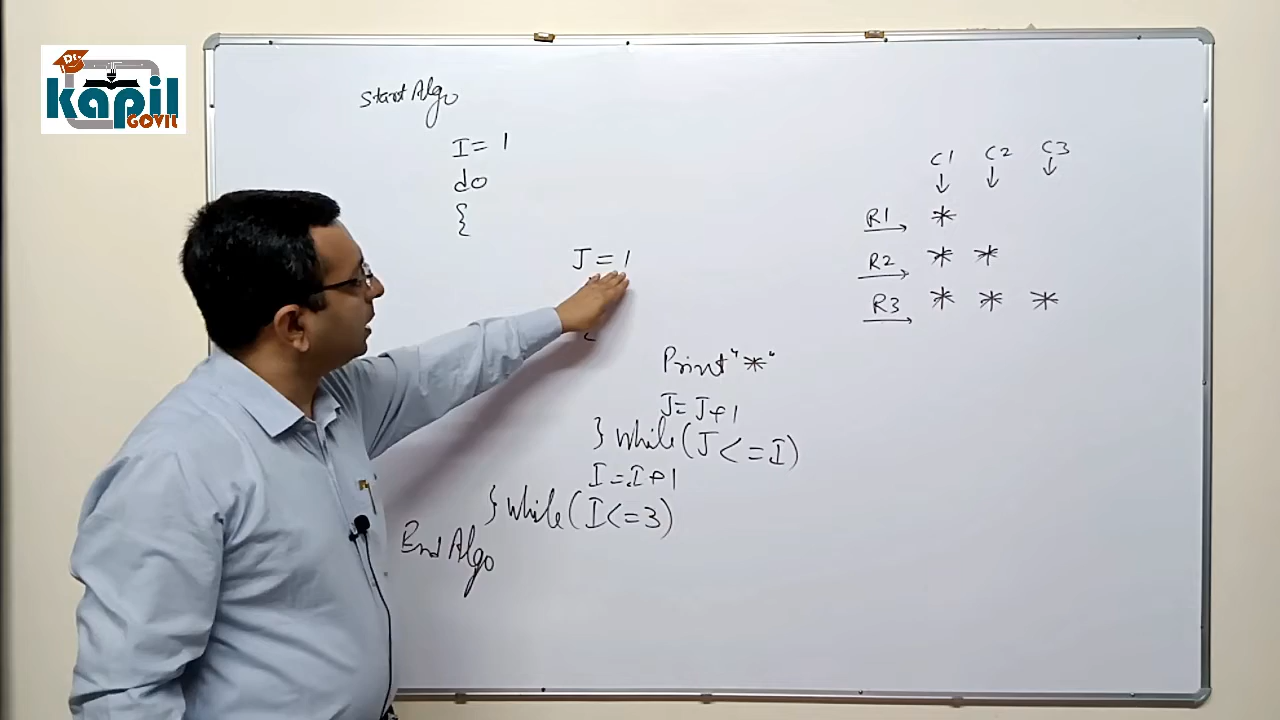 Dr.
kapil
GOVIL
Start Algo
I = 1
do
{
J = 1
{
Print "*"
J = J+1
} while (J <= I)
I = I+1
} while (I <= 3)
End Algo
C1 C2 C3
↓ ↓ ↓
R1 *
R2 * *
R3 * * *